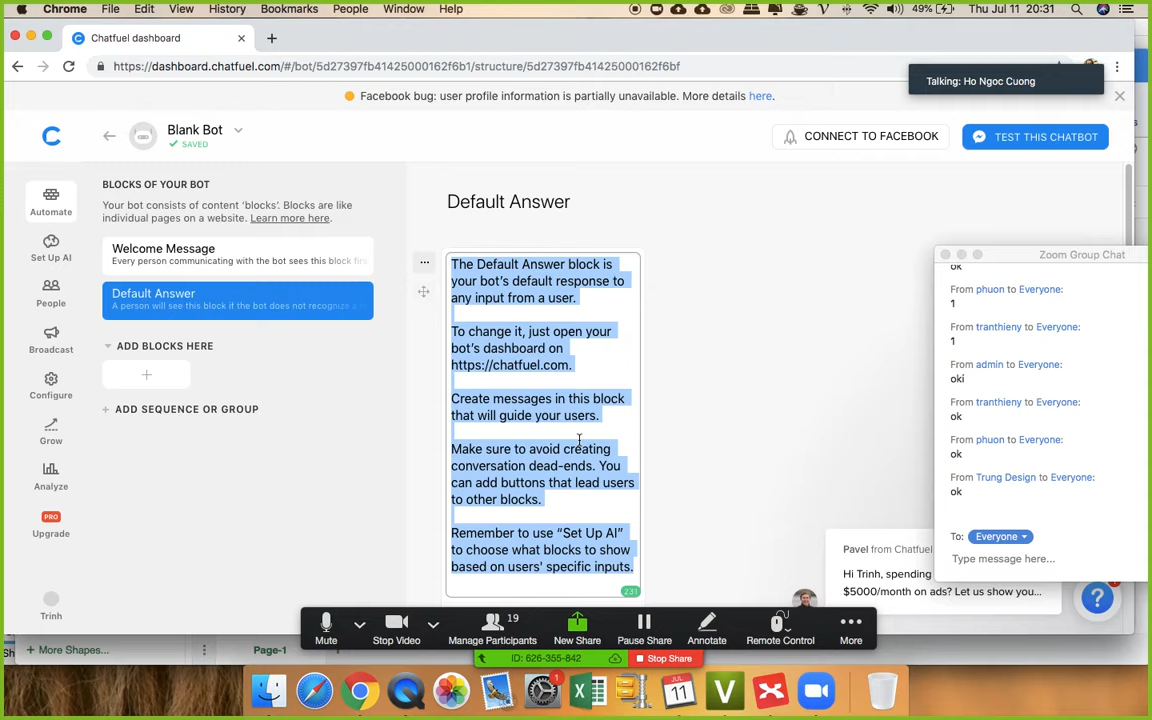 Chrome File Edit View History Bookmarks People Window Help
49% Thu Jul 11 20:31
Chatfuel dashboard
https://dashboard.chatfuel.com/#/bot/5d27397fb41425000162f6b1/structure/5d27397fb41425000162f6bf
Talking: Ho Ngoc Cuong
Facebook bug: user profile information is partially unavailable. More details here.
Blank Bot
SAVED
CONNECT TO FACEBOOK
TEST THIS CHATBOT
Automate
Set Up AI
People
Broadcast
Configure
Grow
Analyze
PRO
Upgrade
Trinh
BLOCKS OF YOUR BOT
Your bot consists of content ‘blocks’. Blocks are
like individual pages on a website. Learn more here.
Welcome Message
Every person communicating with the bot sees this block firs
Default Answer
A person will see this block if the bot does not recognize a
ADD BLOCKS HERE
ADD SEQUENCE OR GROUP
Default Answer
The Default Answer block is
your bot’s default response to
any input from a user.
To change it, just open your
bot’s dashboard on
https://chatfuel.com.
Create messages in this block
that will guide your users.
Make sure to avoid creating
conversation dead-ends. You
can add buttons that lead users
to other blocks.
Remember to use “Set Up AI”
to choose what blocks to show
based on users' specific inputs.
231
Zoom Group Chat
ok
From phuon to Everyone:
1
From tranthieny to Everyone:
1
From admin to Everyone:
oki
From tranthieny to Everyone:
ok
From phuon to Everyone:
ok
From Trung Design to Everyone:
ok
To: Everyone
Type message here...
Pavel from Chatfuel
Hi Trinh, spending
$5000/month on ads? Let us show you...
Mute
Stop Video
19
Manage Participants
New Share
Pause Share
Annotate
Remote Control
More
ID: 626-355-842
Stop Share
+ More Shapes...
Page-1
JUL
11
1